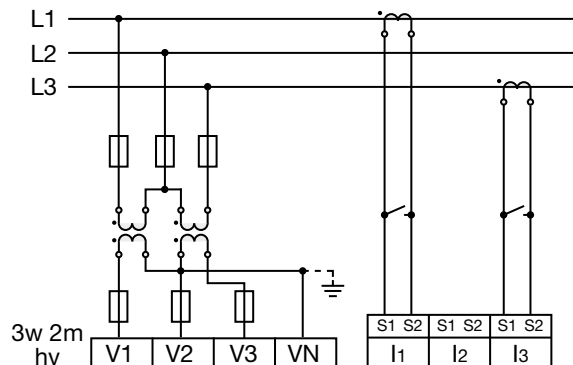 L1
L2
L3
3w 2m
hv
V1 V2 V3 VN
S1 S2 S1 S2 S1 S2
I1 I2 I3